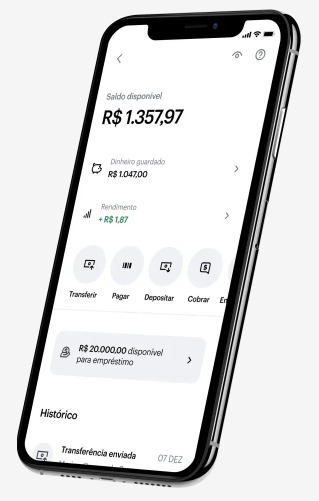 Saldo disponível
R$ 1.357,97
Dinheiro guardado
R$ 1.047,00
Rendimento
+ R$ 1,87
Transferir Pagar Depositar Cobrar Em
R$ 20.000,00 disponível
para empréstimo
Histórico
Transferência enviada 07 DEZ